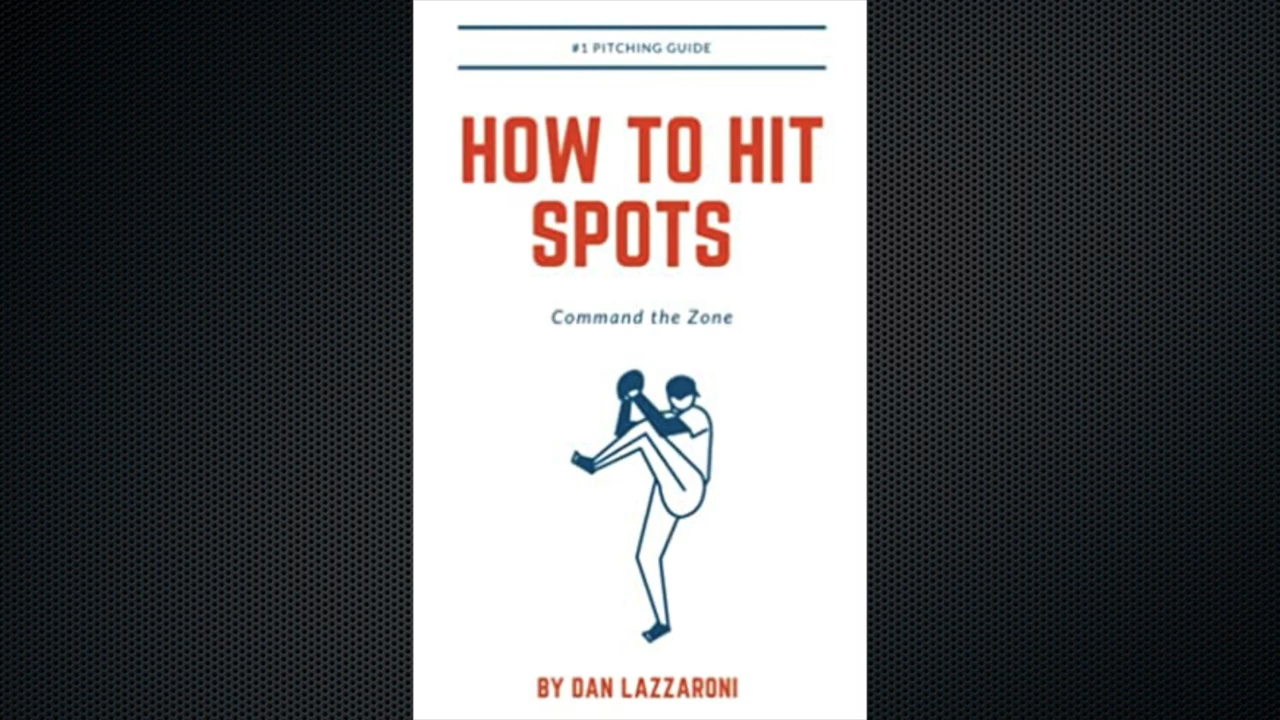 #1 PITCHING GUIDE
HOW TO HIT
SPOTS
Command the Zone
BY DAN LAZZARONI